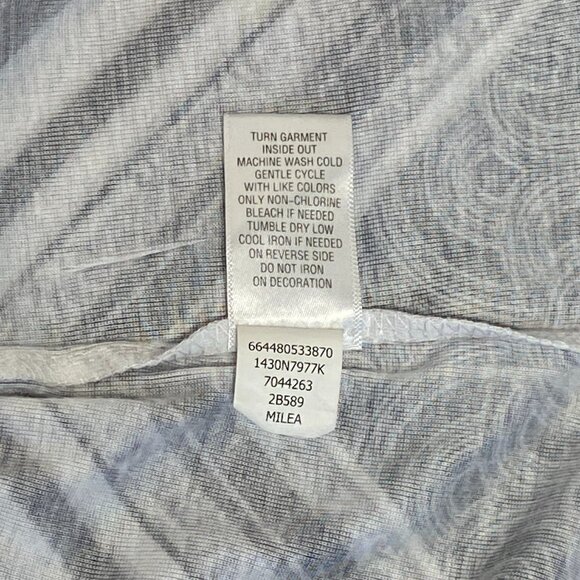 TURN GARMENT
INSIDE OUT
MACHINE WASH COLD
GENTLE CYCLE
WITH LIKE COLORS
ONLY NON-CHLORINE
BLEACH IF NEEDED
TUMBLE DRY LOW
COOL IRON IF NEEDED
ON REVERSE SIDE
DO NOT IRON
ON DECORATION
664480533870
1430N7977K
7044263
2B589
MILEA